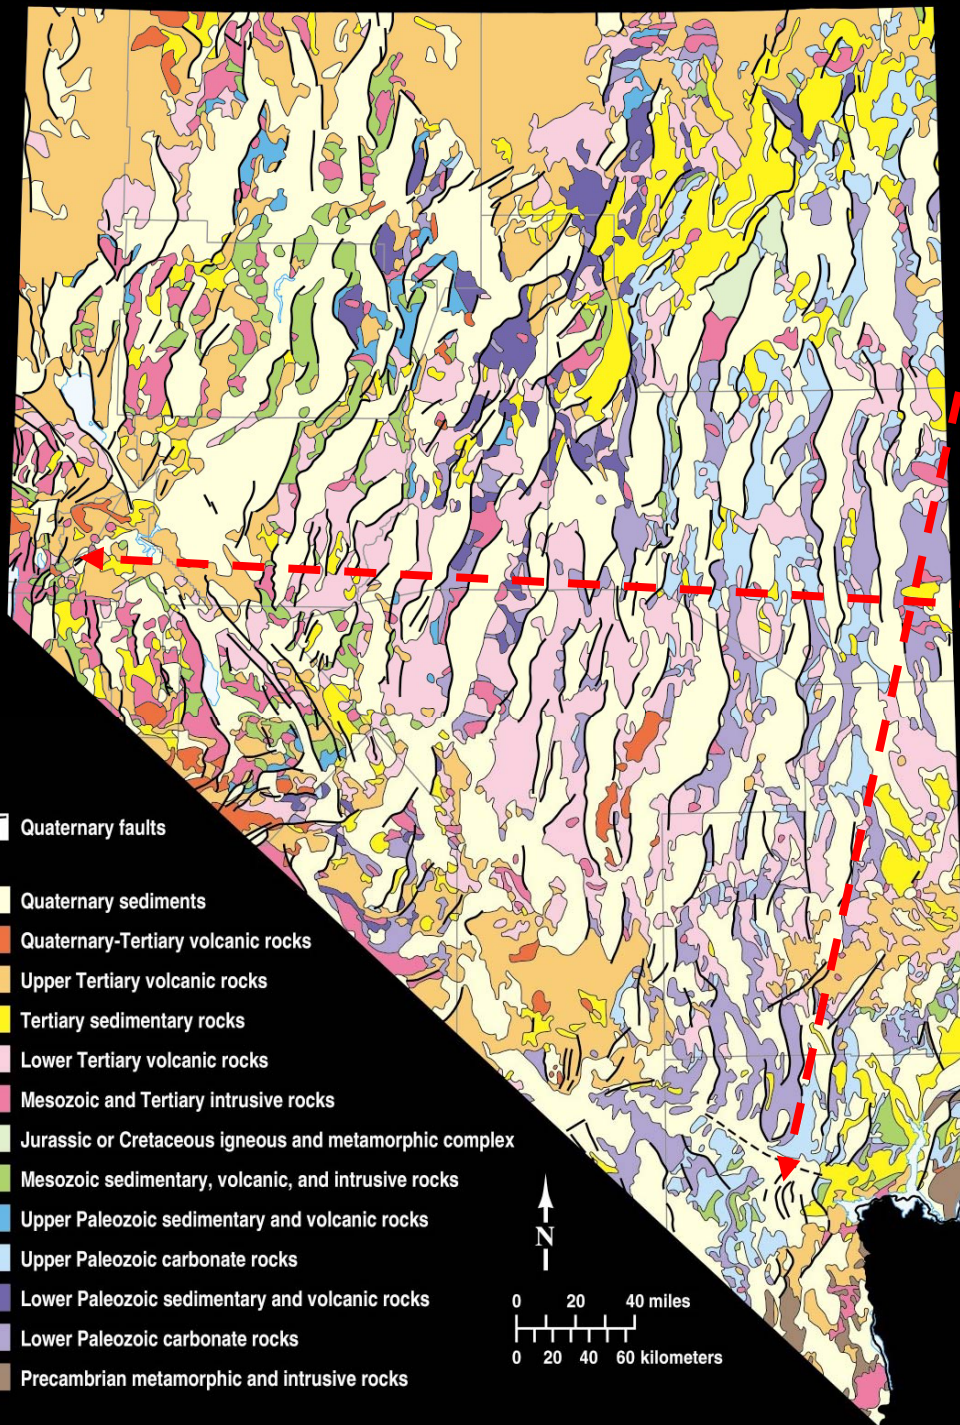 Quaternary faults
Quaternary sediments
Quaternary-Tertiary volcanic rocks
Upper Tertiary volcanic rocks
Tertiary sedimentary rocks
Lower Tertiary volcanic rocks
Mesozoic and Tertiary intrusive rocks
Jurassic or Cretaceous igneous and metamorphic complex
Mesozoic sedimentary, volcanic, and intrusive rocks
Upper Paleozoic sedimentary and volcanic rocks
Upper Paleozoic carbonate rocks
Lower Paleozoic sedimentary and volcanic rocks
Lower Paleozoic carbonate rocks
Precambrian metamorphic and intrusive rocks
N
0 20 40 miles
0 20 40 60 kilometers